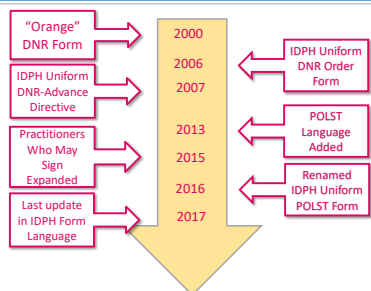 “Orange”
DNR Form
2000
2006
IDPH Uniform
DNR Order
Form
IDPH Uniform
DNR-Advance
Directive
2007
2013
POLST
Language
Added
Practitioners
Who May
Sign
Expanded
2015
2016
Renamed
IDPH Uniform
POLST Form
Last update
in IDPH Form
Language
2017